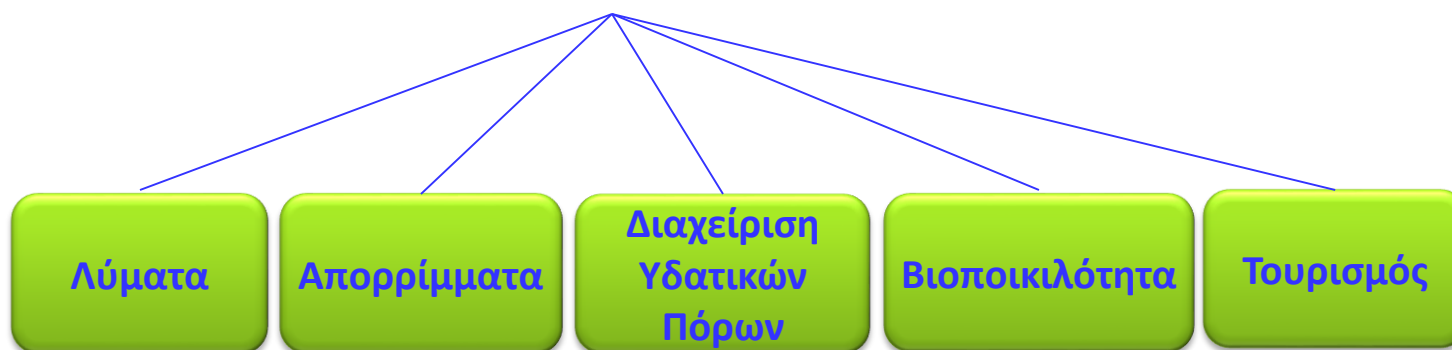 Λύματα
Απορρίμματα
Διαχείριση
Υδατικών
Πόρων
Βιοποικιλότητα
Τουρισμός